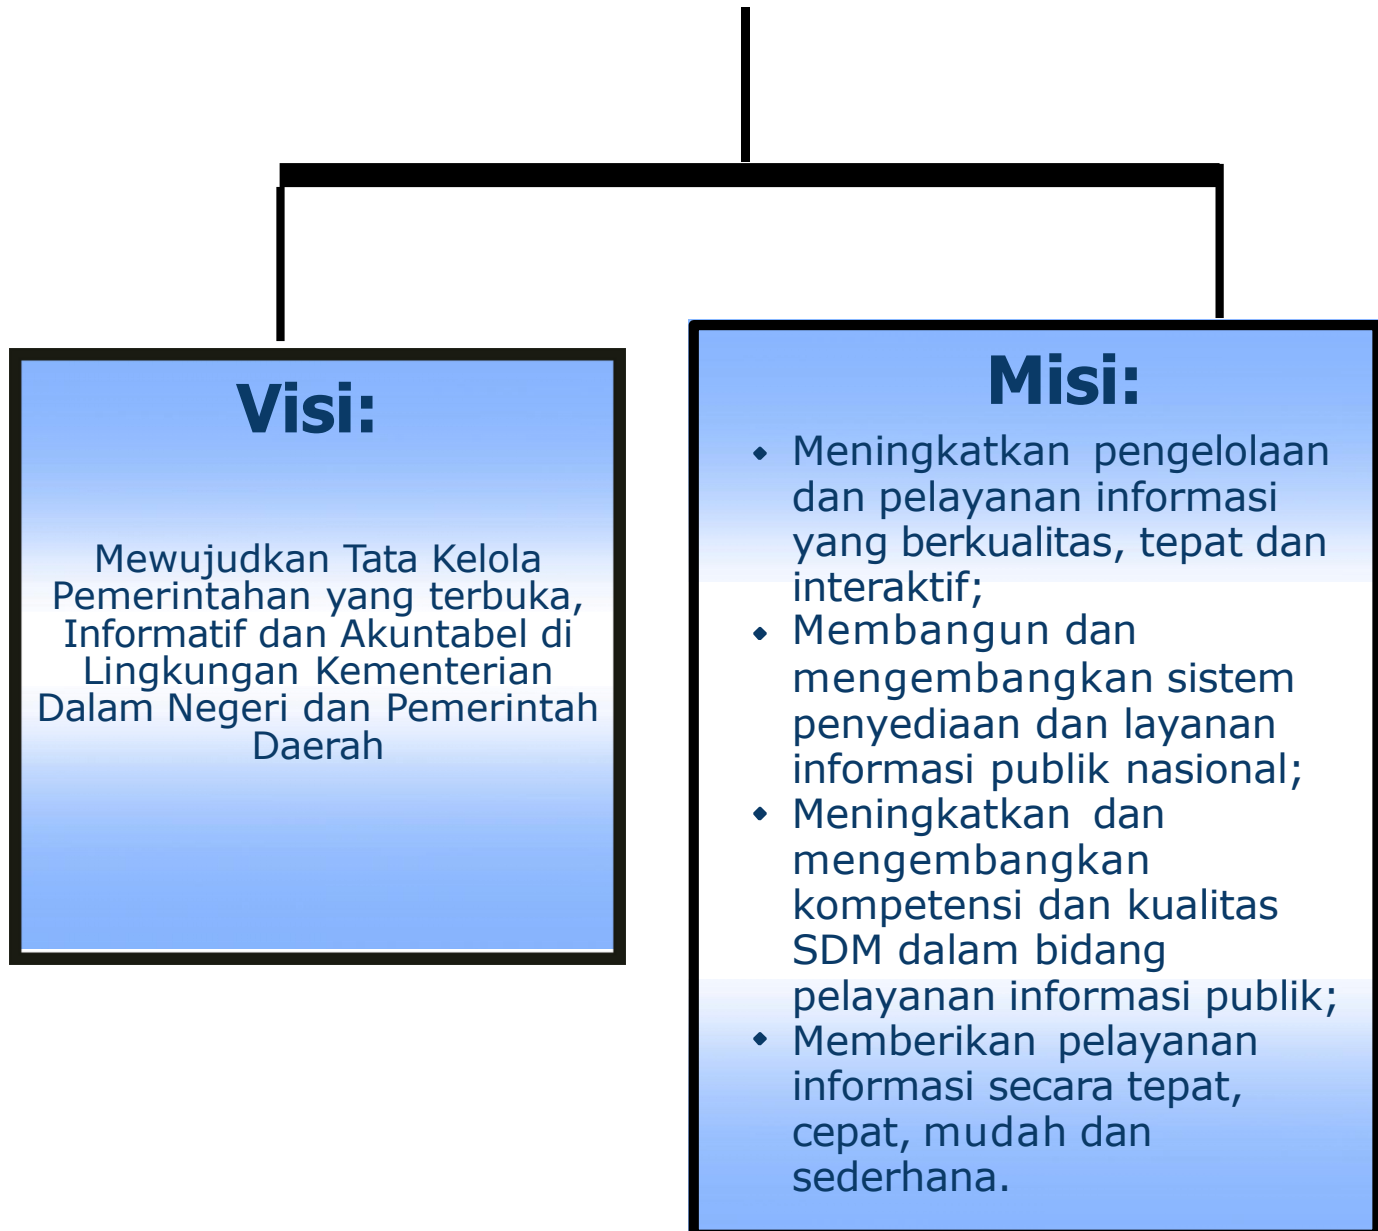 Visi:
Mewujudkan Tata Kelola
Pemerintahan yang terbuka,
Informatif dan Akuntabel di
Lingkungan Kementerian
Dalam Negeri dan Pemerintah
Daerah
Misi:
◆ Meningkatkan pengelolaan
dan pelayanan informasi
yang berkualitas, tepat dan
interaktif;
◆ Membangun dan
mengembangkan sistem
penyediaan dan layanan
informasi publik nasional;
◆ Meningkatkan dan
mengembangkan
kompetensi dan kualitas
SDM dalam bidang
pelayanan informasi publik;
◆ Memberikan pelayanan
informasi secara tepat,
cepat, mudah dan
sederhana.